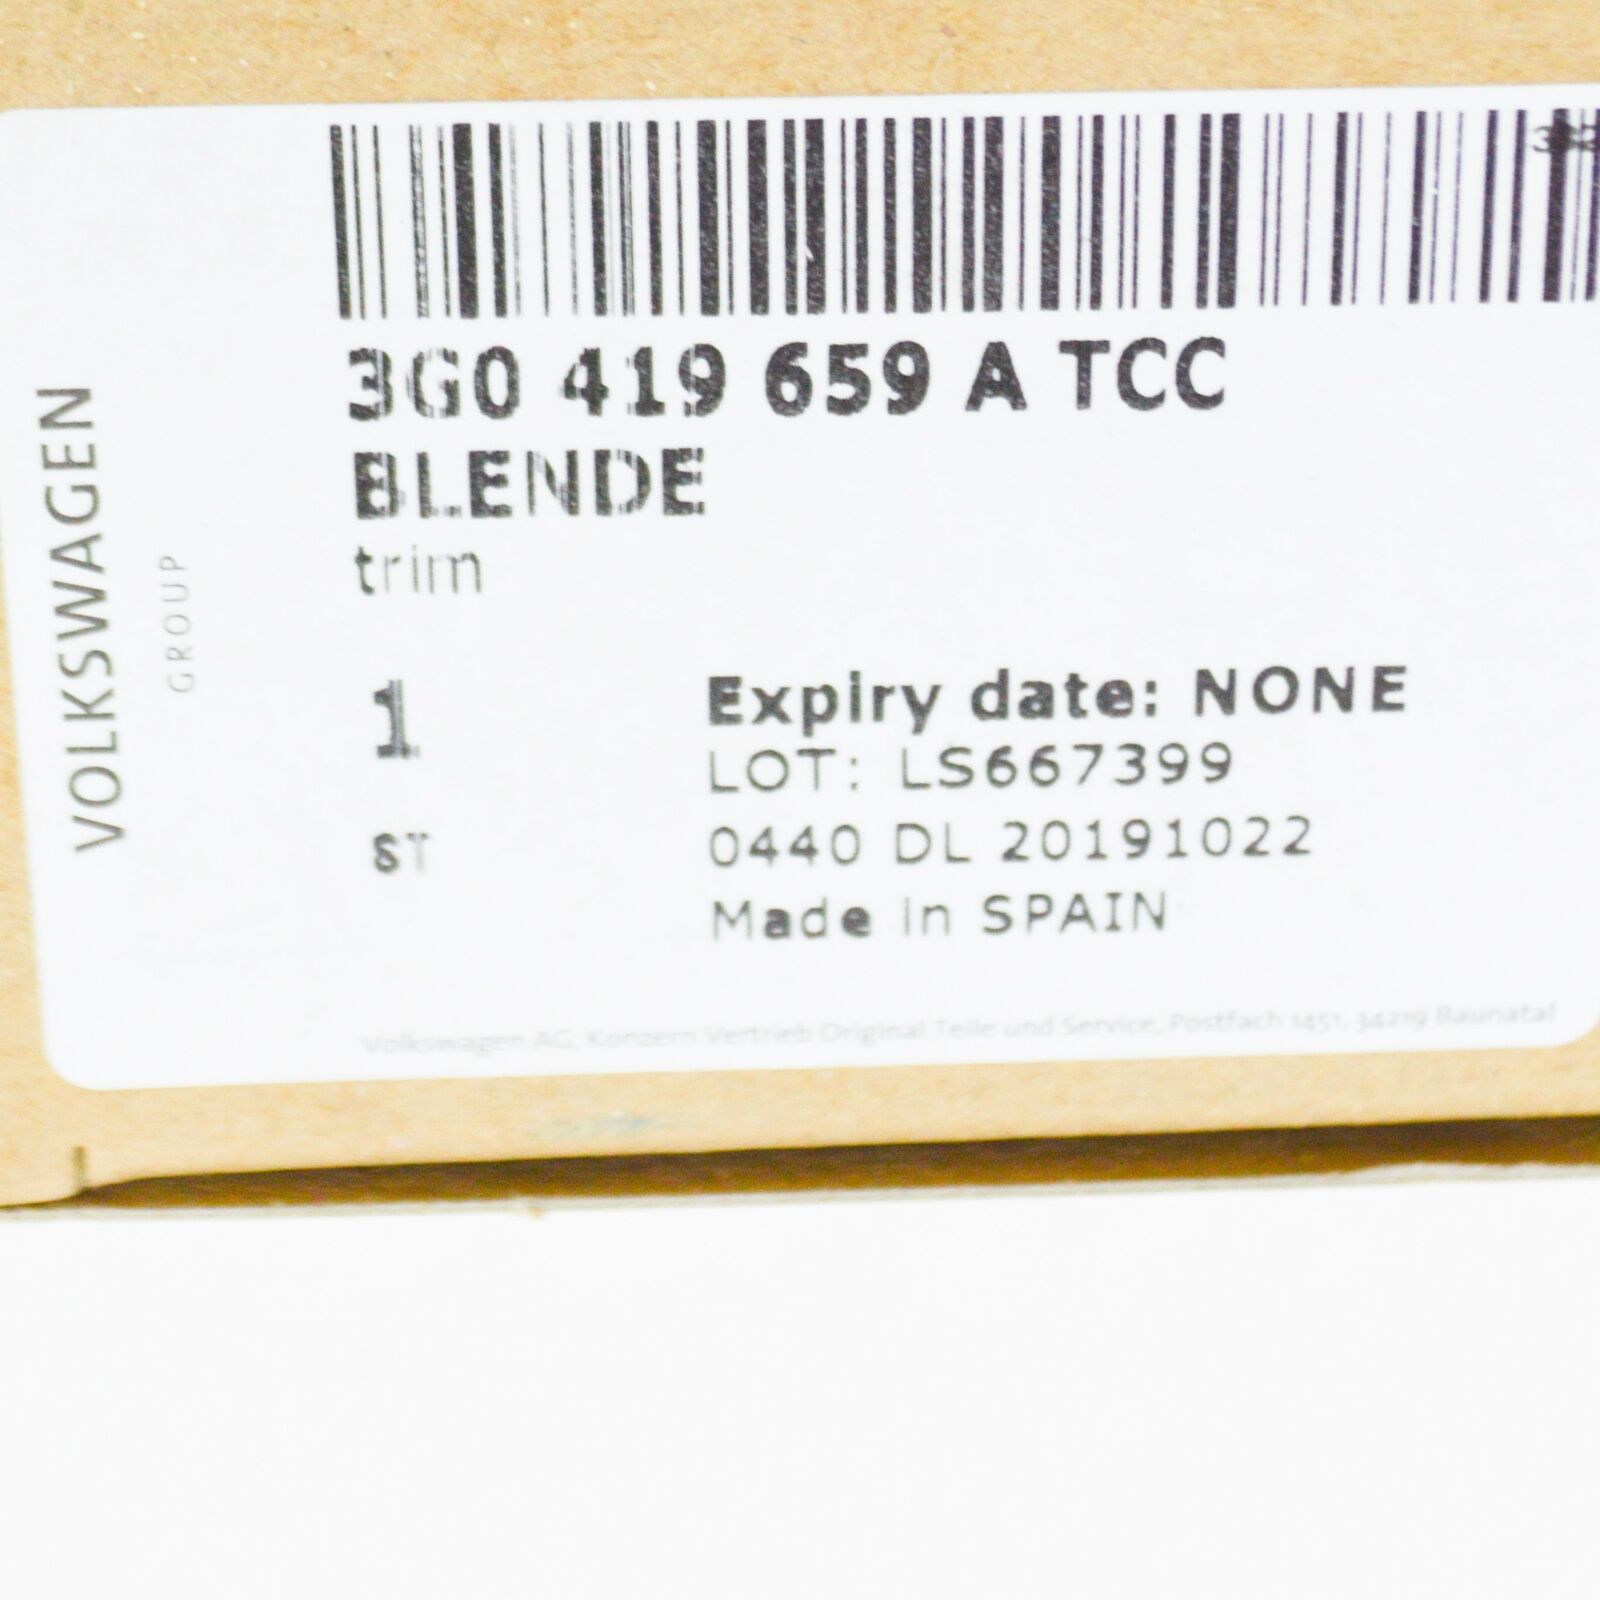 VOLKSWAGEN
GROUP
3G0 419 659 A TCC
BLENDE
trim
1
ST
Expiry date: NONE
LOT: LS667399
0440 DL 20191022
Made in SPAIN
Volkswagen AG, Konzern Vertrieb Original Teile und Service, Postfach 1451, 34219 Baunatal